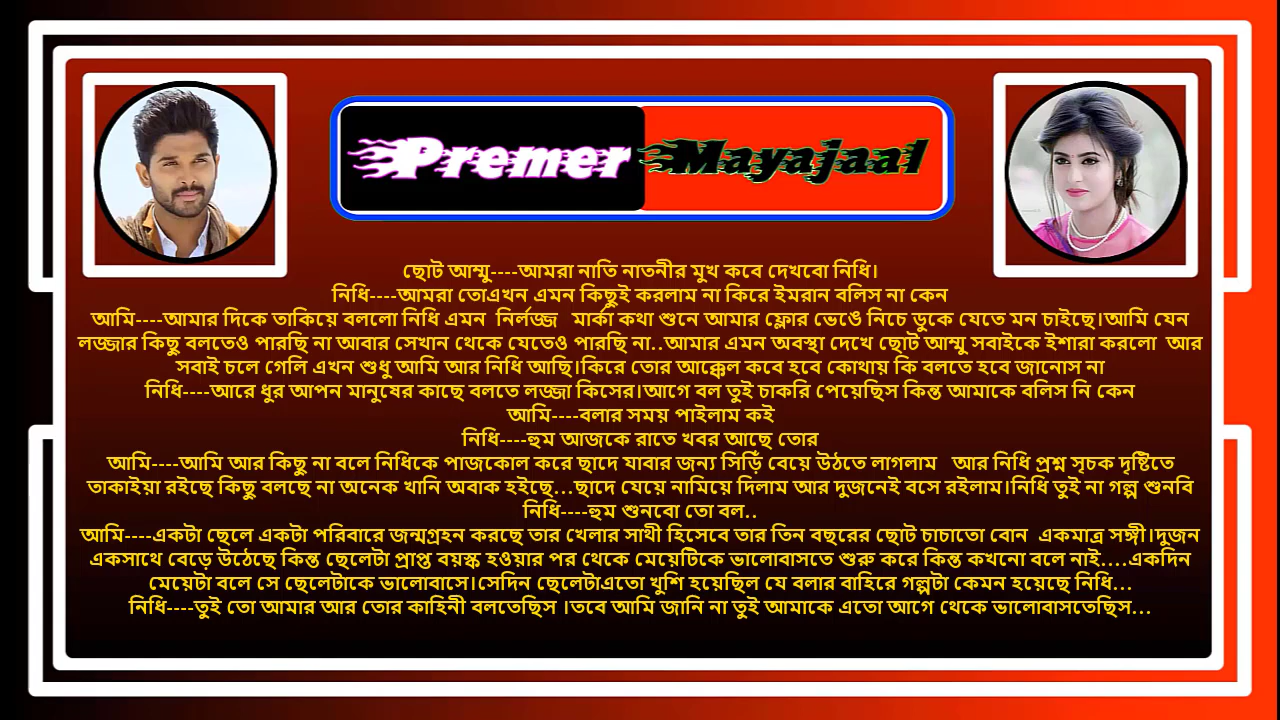 Premer Mayajaal
ছোট আম্মু----আমরা নাতি নাতনীর মুখ কবে দেখবো নিধি।
নিধি----আমরা তোএখন এমন কিছুই করলাম না কিরে ইমরান বলিস না কেন
আমি----আমার দিকে তাকিয়ে বললো নিধি এমন নির্লজ্জ মার্কা কথা শুনে আমার ফ্লোর ভেঙে নিচে ডুকে যেতে মন চাইছে।আমি যেন
লজ্জার কিছু বলতেও পারছি না আবার সেখান থেকে যেতেও পারছি না..আমার এমন অবস্থা দেখে ছোট আম্মু সবাইকে ইশারা করলো আর
সবাই চলে গেলি এখন শুধু আমি আর নিধি আছি।কিরে তোর আক্কেল কবে হবে কোথায় কি বলতে হবে জানোস না
নিধি----আরে ধুর আপন মানুষের কাছে বলতে লজ্জা কিসের।আগে বল তুই চাকরি পেয়েছিস কিন্ত আমাকে বলিস নি কেন
আমি----বলার সময় পাইলাম কই
নিধি----হুম আজকে রাতে খবর আছে তোর
আমি----আমি আর কিছু না বলে নিধিকে পাজকোল করে ছাদে যাবার জন্য সিড়িঁ বেয়ে উঠতে লাগলাম আর নিধি প্রশ্ন সৃচক দৃষ্টিতে
তাকাইয়া রইছে কিছু বলছে না অনেক খানি অবাক হইছে...ছাদে যেয়ে নামিয়ে দিলাম আর দুজনেই বসে রইলাম।নিধি তুই না গল্প শুনবি
নিধি----হুম শুনবো তো বল..
আমি----একটা ছেলে একটা পরিবারে জন্মগ্রহন করছে তার খেলার সাথী হিসেবে তার তিন বছরের ছোট চাচাতো বোন একমাত্র সঙ্গী।দুজন
একসাথে বেড়ে উঠেছে কিন্ত ছেলেটা প্রাপ্ত বয়স্ক হওয়ার পর থেকে মেয়েটিকে ভালোবাসতে শুরু করে কিন্ত কখনো বলে নাই....একদিন
মেয়েটা বলে সে ছেলেটাকে ভালোবাসে।সেদিন ছেলেটাএতো খুশি হয়েছিল যে বলার বাহিরে গল্পটা কেমন হয়েছে নিধি...
নিধি----তুই তো আমার আর তোর কাহিনী বলতেছিস ।তবে আমি জানি না তুই আমাকে এতো আগে থেকে ভালোবাসতেছিস...